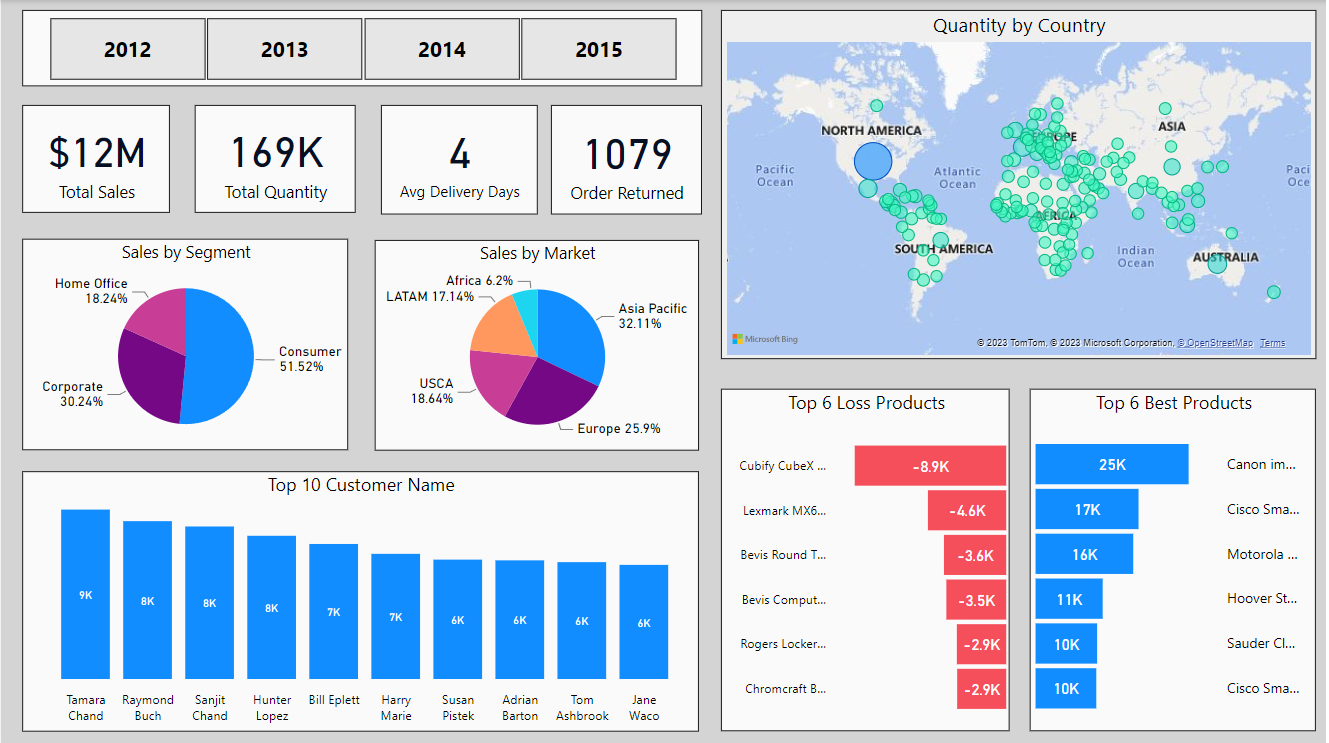 2012
2013
2014
2015
$12M
Total Sales
169K
Total Quantity
4
Avg Delivery Days
1079
Order Returned
Sales by Segment
Home Office
18.24%
Consumer
51.52%
Corporate
30.24%
Sales by Market
Africa 6.2%
LATAM 17.14%
Asia Pacific
32.11%
USCA
18.64%
Europe 25.9%
Top 10 Customer Name
9K
8K
8K
8K
7K
7K
6K
6K
6K
6K
Tamara
Chand
Raymond
Buch
Sanjit
Chand
Hunter
Lopez
Bill Eplett
Harry
Marie
Susan
Pistek
Adrian
Barton
Tom
Ashbrook
Jane
Waco
Quantity by Country
NORTH AMERICA
EUROPE
ASIA
Pacific
Ocean
Atlantic
Ocean
Paci
Oce
AFRICA
SOUTH AMERICA
Indian
Ocean
AUSTRALIA
Microsoft Bing
© 2023 TomTom, © 2023 Microsoft Corporation, © OpenStreetMap Terms
Top 6 Loss Products
Cubify CubeX ... -8.9K
Lexmark MX6... -4.6K
Bevis Round T... -3.6K
Bevis Comput... -3.5K
Rogers Locker... -2.9K
Chromcraft B... -2.9K
Top 6 Best Products
25K Canon im...
17K Cisco Sma...
16K Motorola ...
11K Hoover St...
10K Sauder Cl...
10K Cisco Sma...